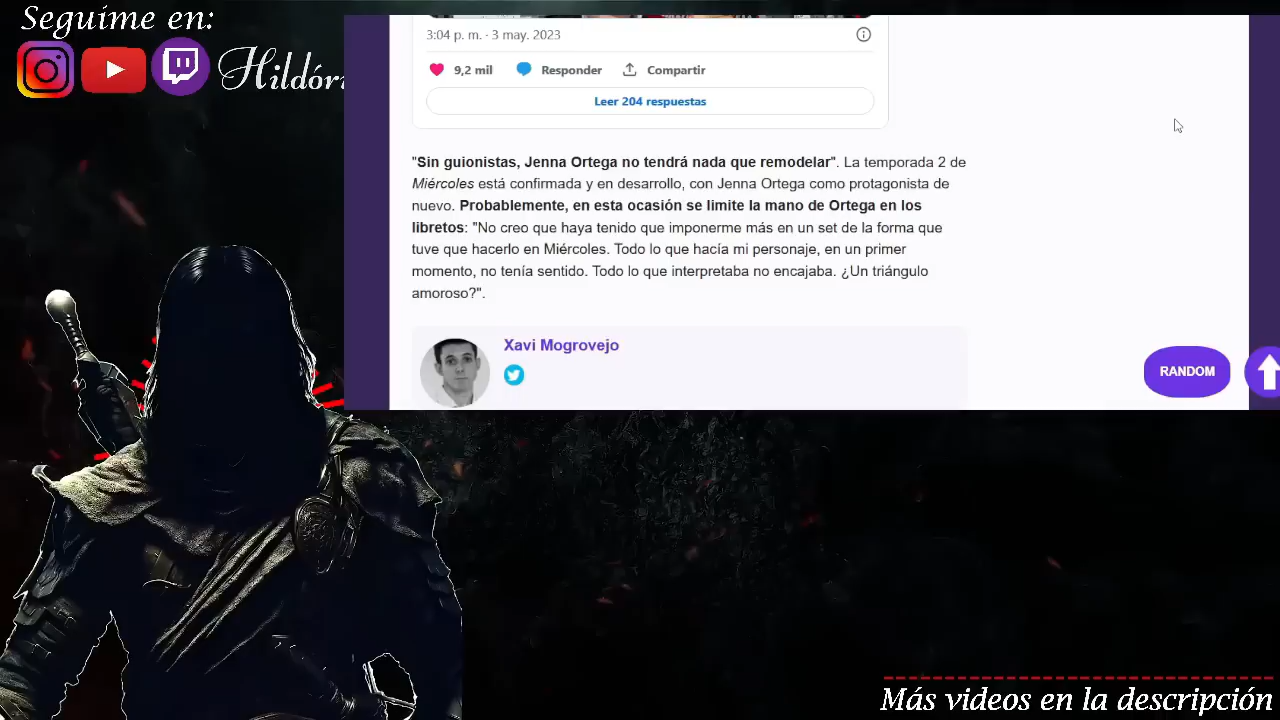 Seguime en:
Hildór
3:04 p. m. · 3 may. 2023
9,2 mil Responder Compartir
Leer 204 respuestas
"Sin guionistas, Jenna Ortega no tendrá nada que remodelar". La temporada 2 de
Miércoles está confirmada y en desarrollo, con Jenna Ortega como protagonista de
nuevo. Probablemente, en esta ocasión se limite la mano de Ortega en los
libretos: "No creo que haya tenido que imponerme más en un set de la forma que
tuve que hacerlo en Miércoles. Todo lo que hacía mi personaje, en un primer
momento, no tenía sentido. Todo lo que interpretaba no encajaba. ¿Un triángulo
amoroso?".
Xavi Mogrovejo
RANDOM
Más videos en la descripción